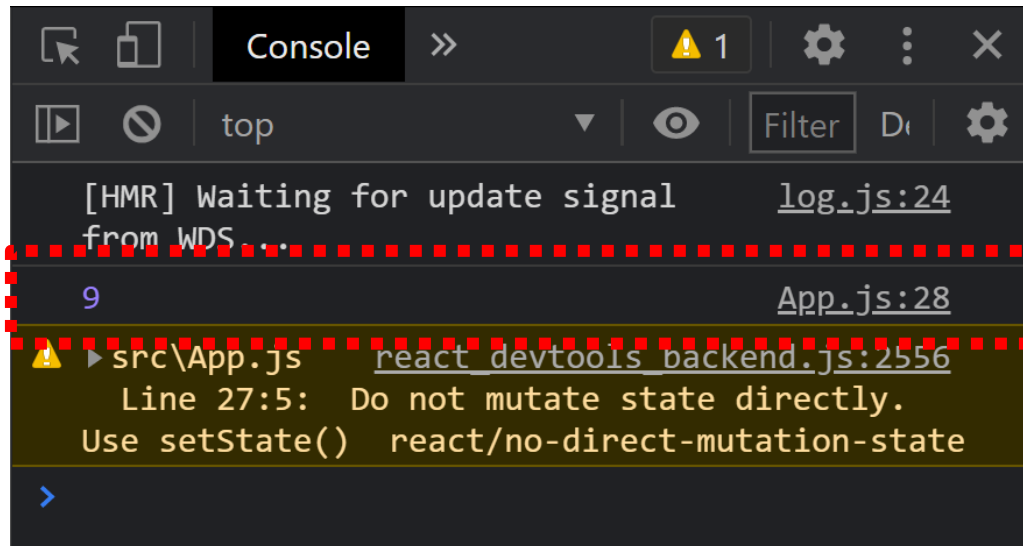 Console » 1
top Filter De
[HMR] Waiting for update signal log.js:24
from WDS...
9 App.js:28
src\App.js react_devtools_backend.js:2556
Line 27:5: Do not mutate state directly.
Use setState() react/no-direct-mutation-state